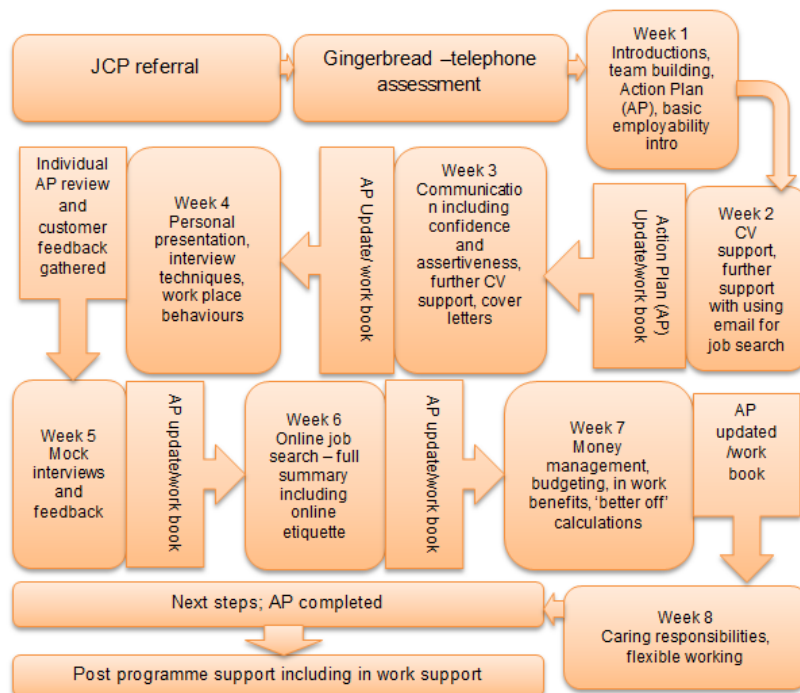 JCP referral
Gingerbread –telephone
assessment
Week 1
Introductions,
team building,
Action Plan
(AP), basic
employability
intro
Week 2
CV
support,
further
support
with using
email for
job search
Action Plan (AP)
Update/work book
Week 3
Communicatio
n including
confidence
and
assertiveness,
further CV
support, cover
letters
AP Update/ work book
Week 4
Personal
presentation,
interview
techniques,
work place
behaviours
Individual
AP review
and
customer
feedback
gathered
Week 5
Mock
interviews
and
feedback
AP update/work book
Week 6
Online job
search – full
summary
including
online
etiquette
AP update/work book
Week 7
Money
management,
budgeting, in work
benefits, ‘better off’
calculations
AP
updated
/work
book
Week 8
Caring responsibilities,
flexible working
Next steps; AP completed
Post programme support including in work support